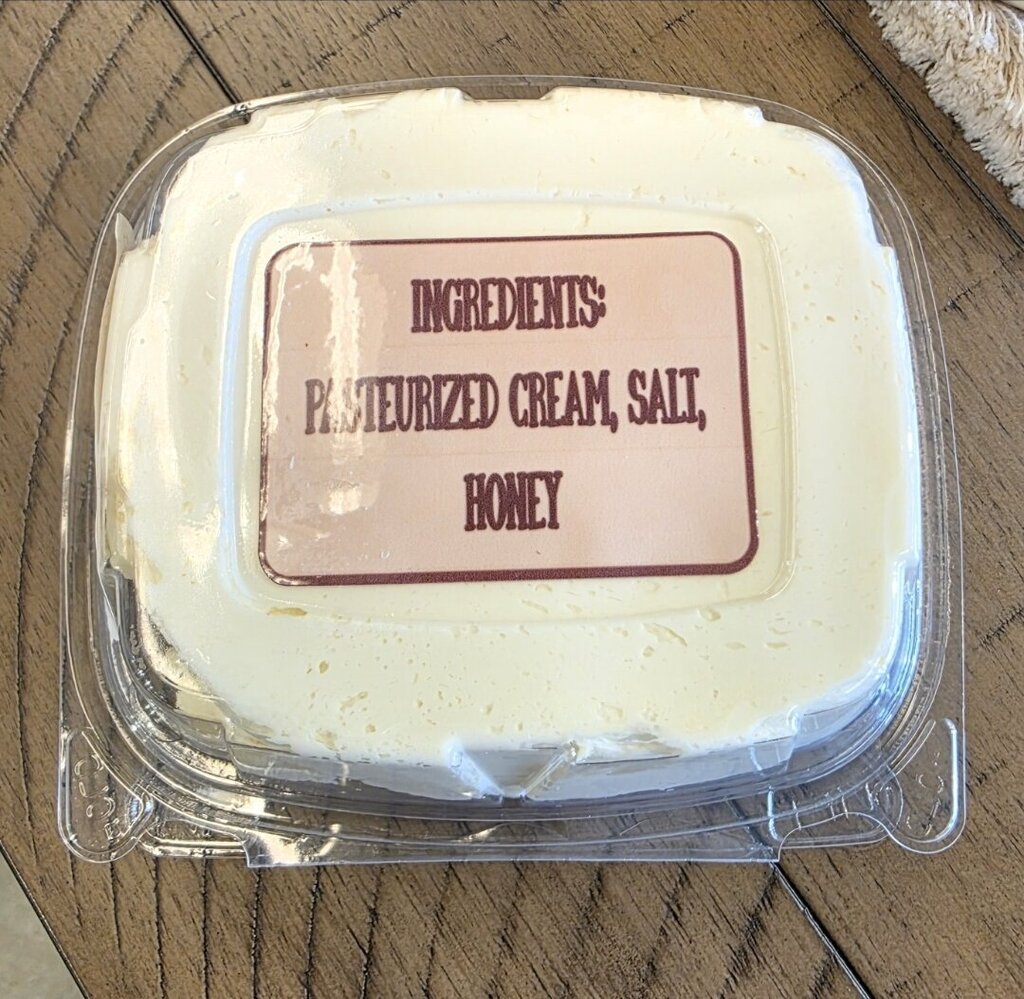 INGREDIENTS:
PASTEURIZED CREAM, SALT,
HONEY